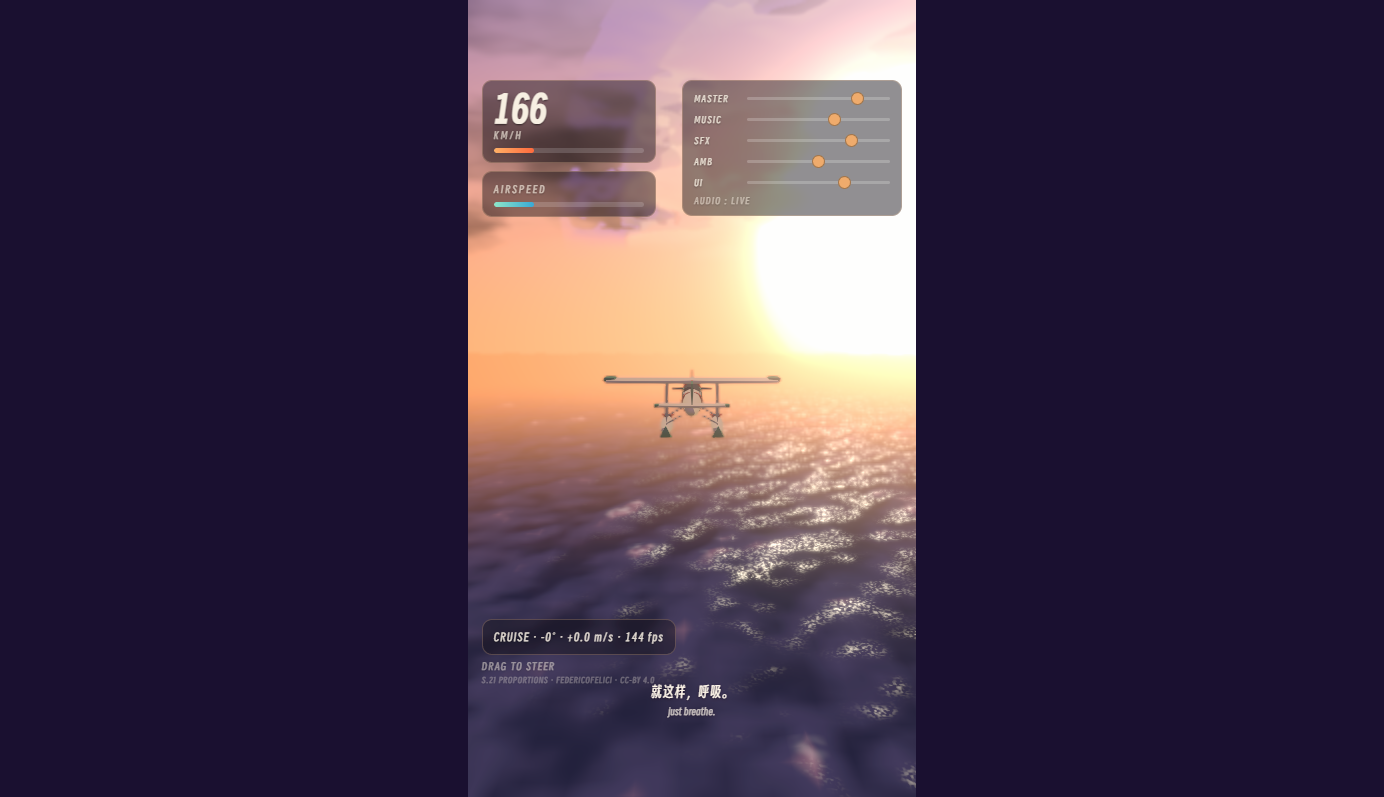 166
KM/H
AIRSPEED
MASTER
MUSIC
SFX
AMB
UI
AUDIO : LIVE
CRUISE · -0° · +0.0 m/s · 144 fps
DRAG TO STEER
S.21 PROPORTIONS · FEDERICOFELICI · CC-BY 4.0
就这样，呼吸。
just breathe.